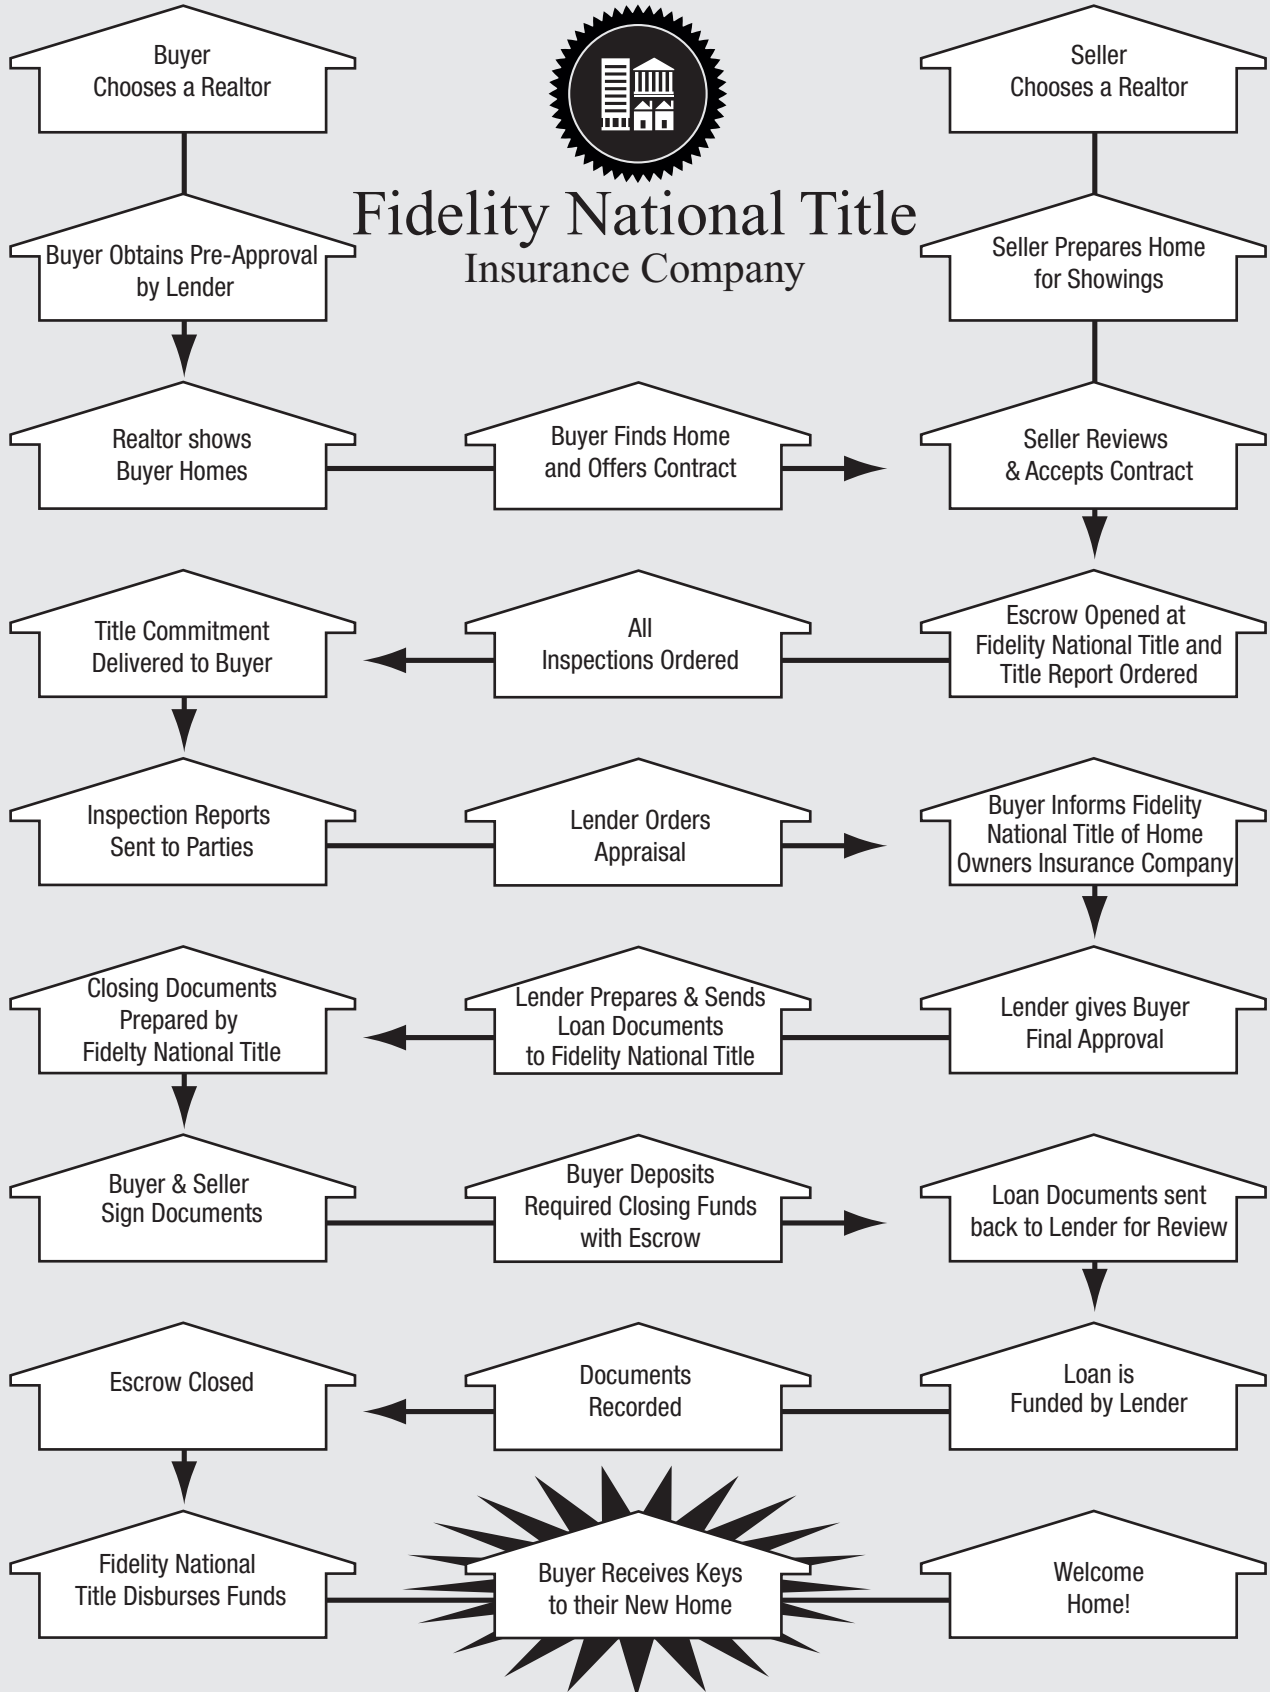 Buyer
Chooses a Realtor
Seller
Chooses a Realtor
Fidelity National Title
Insurance Company
Buyer Obtains Pre-Approval
by Lender
Seller Prepares Home
for Showings
Realtor shows
Buyer Homes
Buyer Finds Home
and Offers Contract
Seller Reviews
& Accepts Contract
Escrow Opened at
Fidelity National Title and
Title Report Ordered
All
Inspections Ordered
Title Commitment
Delivered to Buyer
Inspection Reports
Sent to Parties
Lender Orders
Appraisal
Buyer Informs Fidelity
National Title of Home
Owners Insurance Company
Lender gives Buyer
Final Approval
Lender Prepares & Sends
Loan Documents
to Fidelity National Title
Closing Documents
Prepared by
Fidelty National Title
Buyer & Seller
Sign Documents
Buyer Deposits
Required Closing Funds
with Escrow
Loan Documents sent
back to Lender for Review
Loan is
Funded by Lender
Documents
Recorded
Escrow Closed
Fidelity National
Title Disburses Funds
Buyer Receives Keys
to their New Home
Welcome
Home!